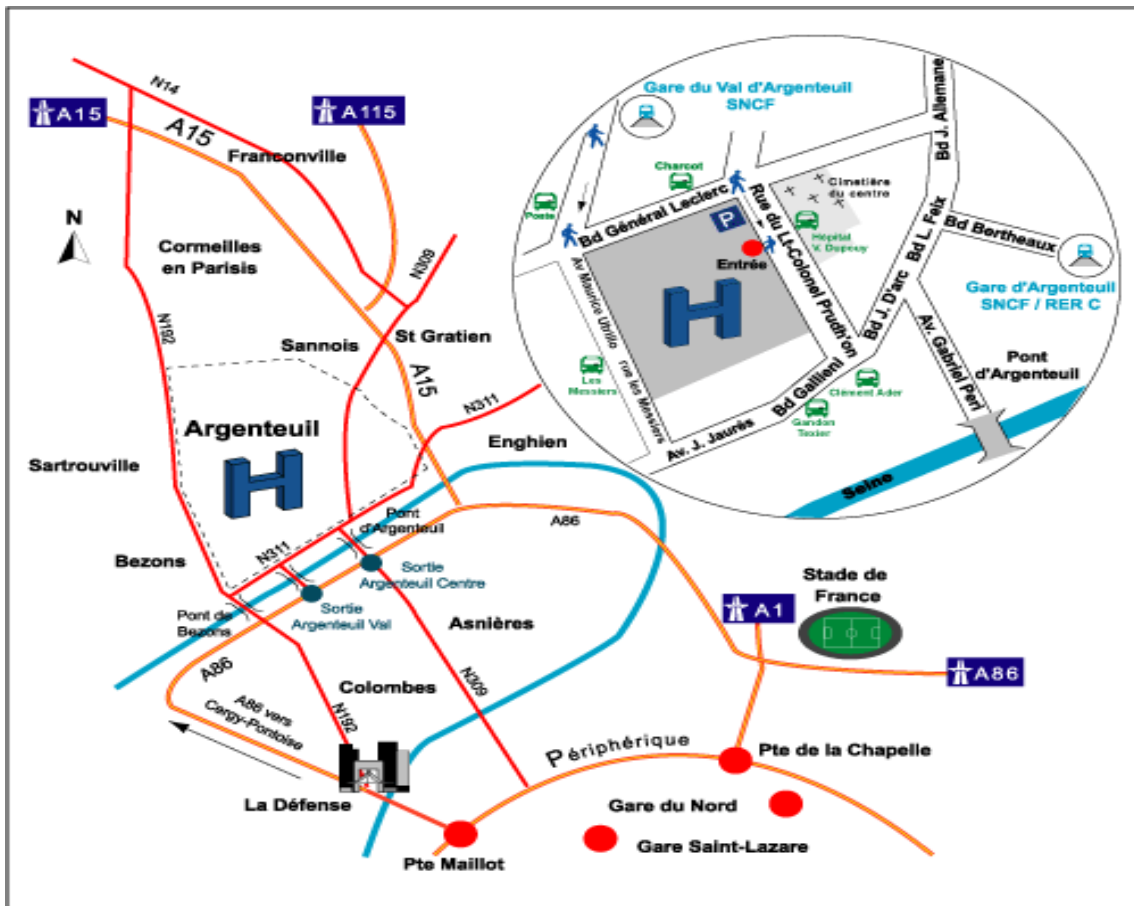 N14
A15
A115
A15
Franconville
N
Cormeilles
en Parisis
N309
N192
Sannois
St Gratien
A15
N311
Argenteuil
Enghien
Sartrouville
H
Pont
d'Argenteuil
A86
N311
Bezons
Sortie
Argenteuil Centre
Sortie
Argenteuil Val
Pont de
Bezons
Asnières
A86
Colombes
N309
A86 vers
Cergy-Pontoise
N192
La Défense
Pte Maillot
Périphérique
A1
Stade de
France
A86
Pte de la Chapelle
Gare du Nord
Gare Saint-Lazare
Gare du Val d'Argenteuil
SNCF
Bd J. Allemane
Charcot
Poste
Bd Général Leclerc
P
Rue du Lt-Colonel Prudh'on
Cimetière
du centre
Hôpital
V. Dupouy
Entrée
H
Bd L. Feix
Bd Bertheaux
Gare d'Argenteuil
SNCF / RER C
Bd J. D'arc
Av. Gabriel Peri
Pont
d'Argenteuil
Av Maurice Utrillo
rue les Messiers
Les
Messiers
Clément Ader
Bd Gallieni
Gandon
Texier
Av. J. Jaurès
Seine